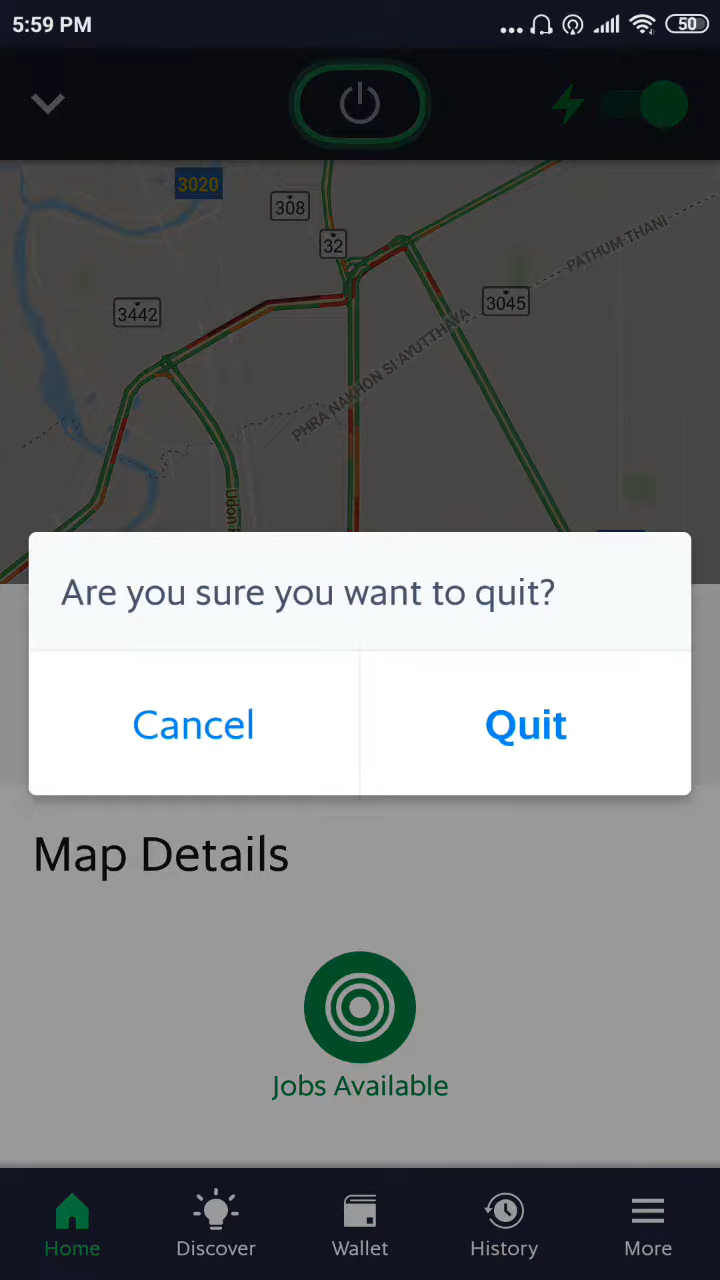 5:59 PM
50
3020
308
32
PATHUM THANI
3442
3045
PHRA NAKHON SI AYUTTHAYA
Are you sure you want to quit?
Cancel
Quit
Map Details
Jobs Available
Home
Discover
Wallet
History
More